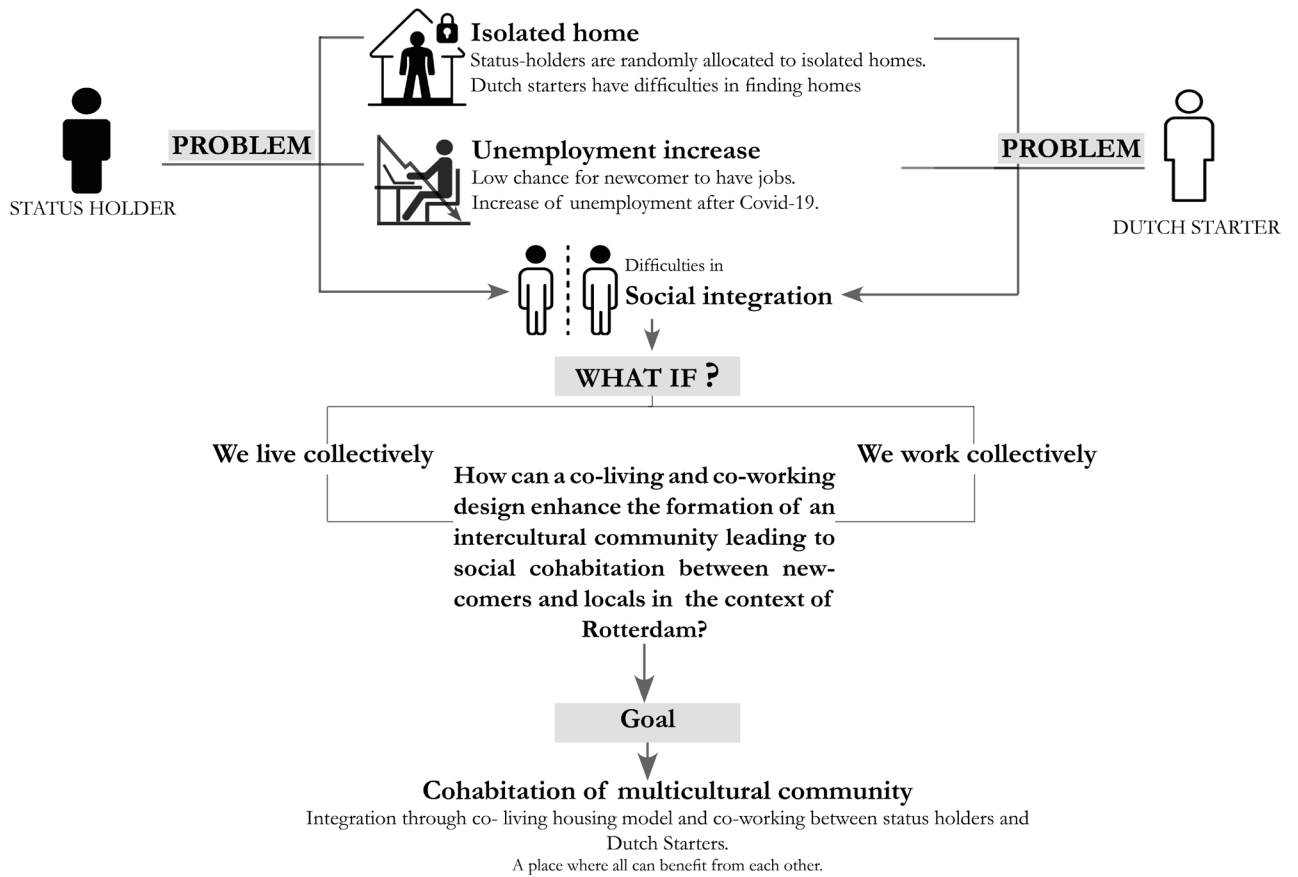 Isolated home
Status-holders are randomly allocated to isolated homes.
Dutch starters have difficulties in finding homes
PROBLEM
STATUS HOLDER
Unemployment increase
Low chance for newcomer to have jobs.
Increase of unemployment after Covid-19.
PROBLEM
DUTCH STARTER
Difficulties in
Social integration
WHAT IF ?
We live collectively
We work collectively
How can a co-living and co-working
design enhance the formation of an
intercultural community leading to
social cohabitation between new-
comers and locals in the context of
Rotterdam?
Goal
Cohabitation of multicultural community
Integration through co- living housing model and co-working between status holders and
Dutch Starters.
A place where all can benefit from each other.